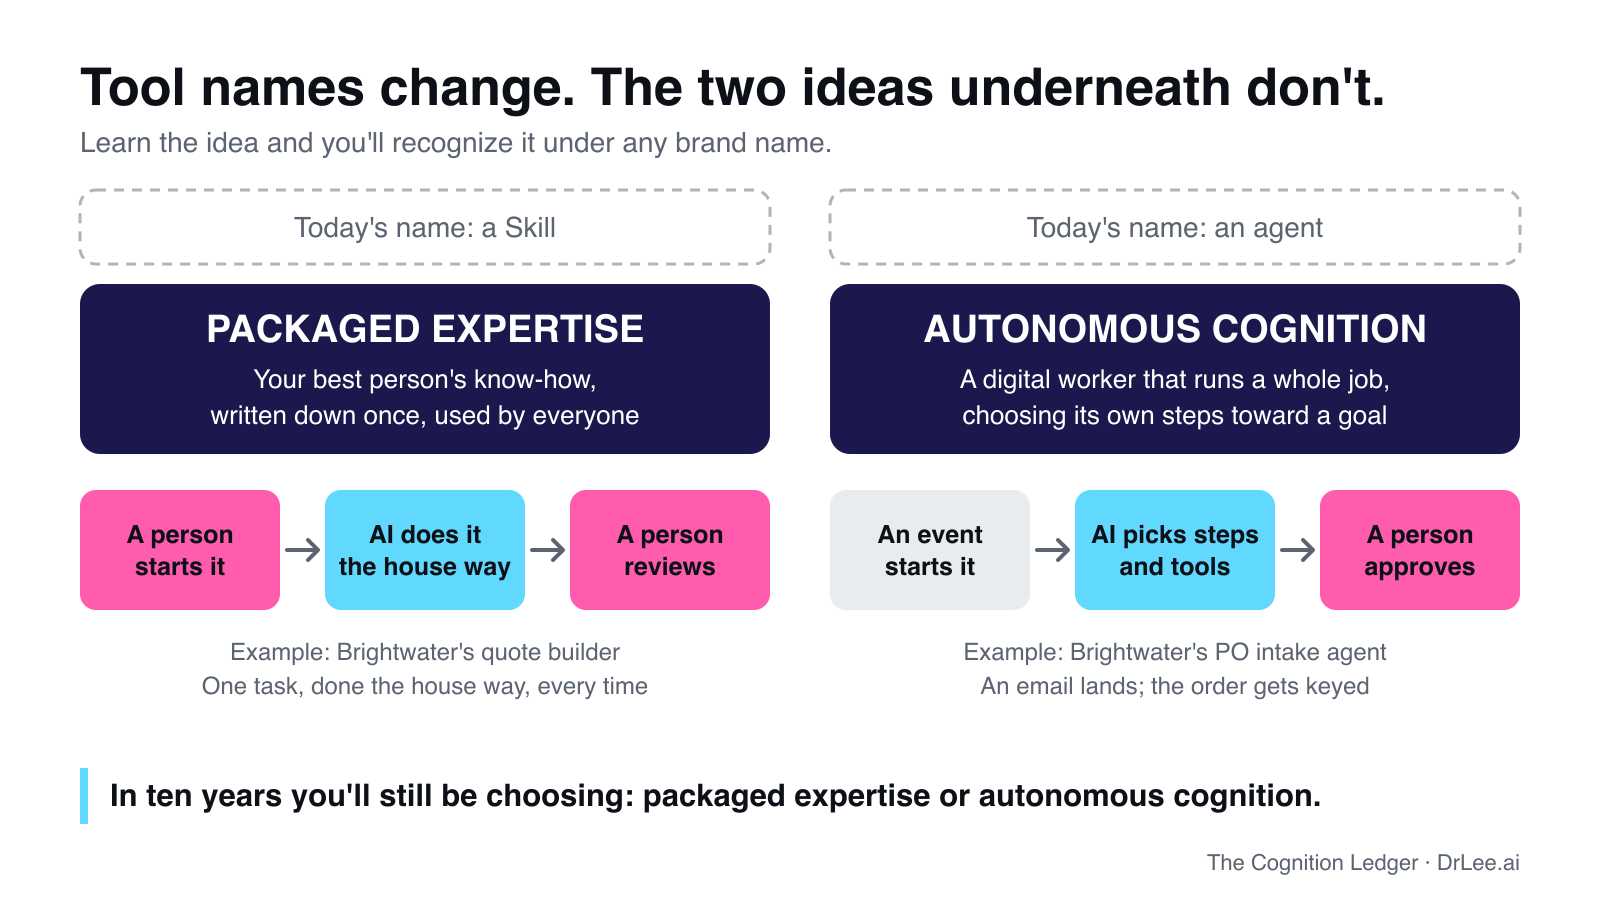 Tool names change. The two ideas underneath don't.
Learn the idea and you'll recognize it under any brand name.
Today's name: a Skill
PACKAGED EXPERTISE
Your best person's know-how,
written down once, used by everyone
A person
starts it
AI does it
the house way
A person
reviews
Example: Brightwater's quote builder
One task, done the house way, every time
Today's name: an agent
AUTONOMOUS COGNITION
A digital worker that runs a whole job,
choosing its own steps toward a goal
An event
starts it
AI picks steps
and tools
A person
approves
Example: Brightwater's PO intake agent
An email lands; the order gets keyed
In ten years you'll still be choosing: packaged expertise or autonomous cognition.
The Cognition Ledger · DrLee.ai